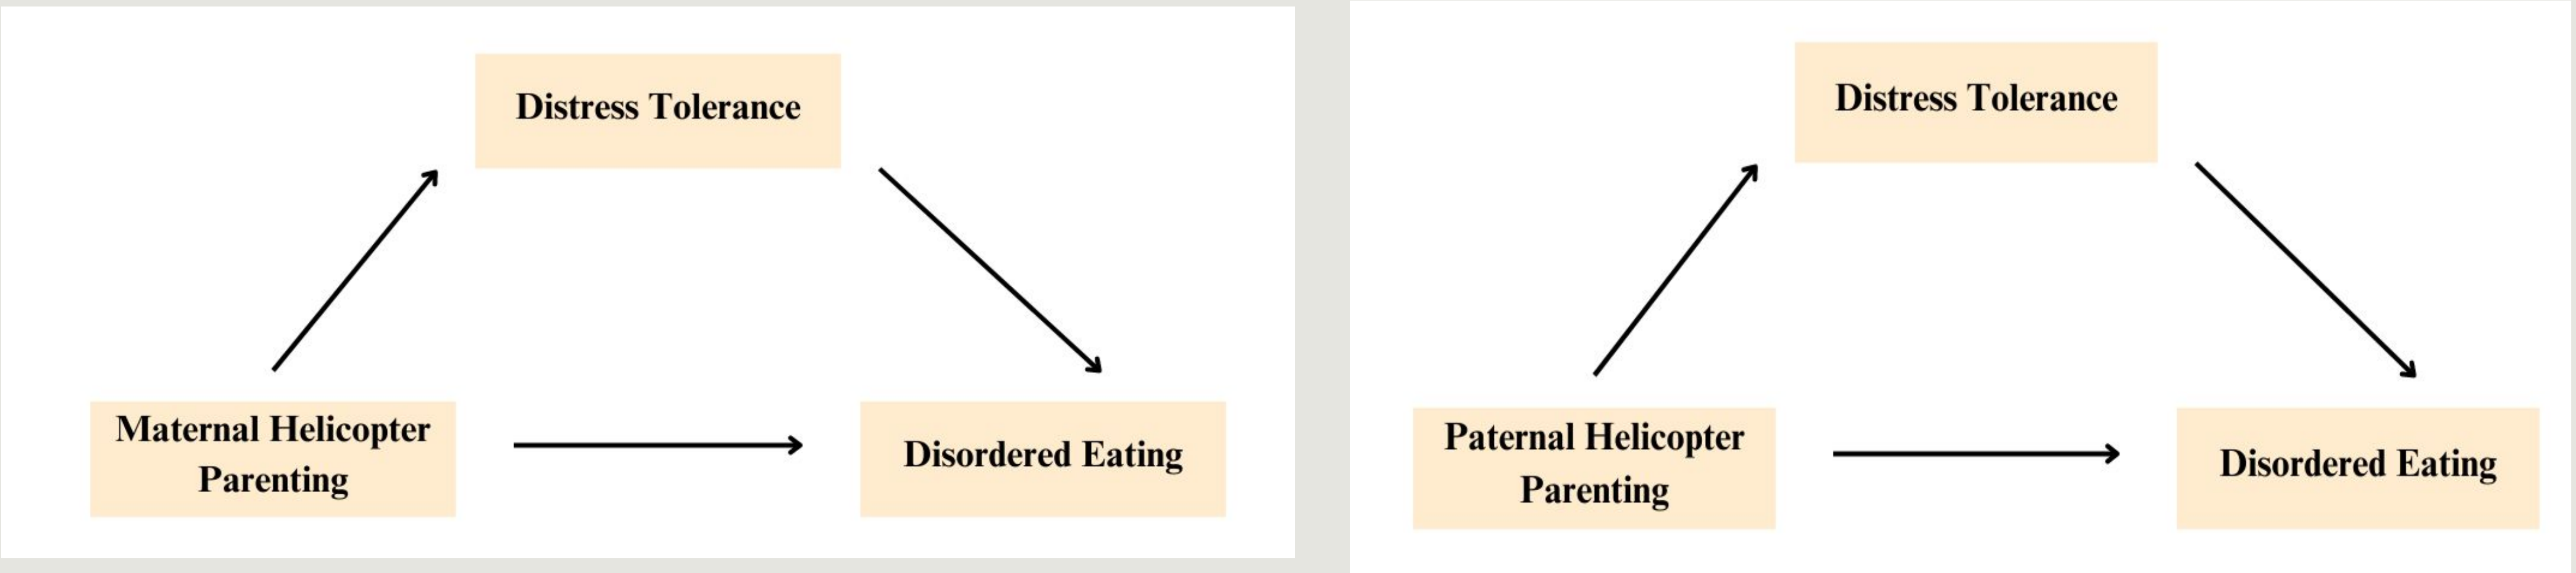 Distress Tolerance
Maternal Helicopter
Parenting
Disordered Eating
Distress Tolerance
Paternal Helicopter
Parenting
Disordered Eating